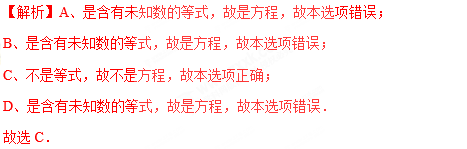 【解析】A、是含有未知数的等式，故是方程，故本选项错误；
B、是含有未知数的等式，故是方程，故本选项错误；
C、不是等式，故不是方程，故本选项正确；
D、是含有未知数的等式，故是方程，故本选项错误．
故选 C．